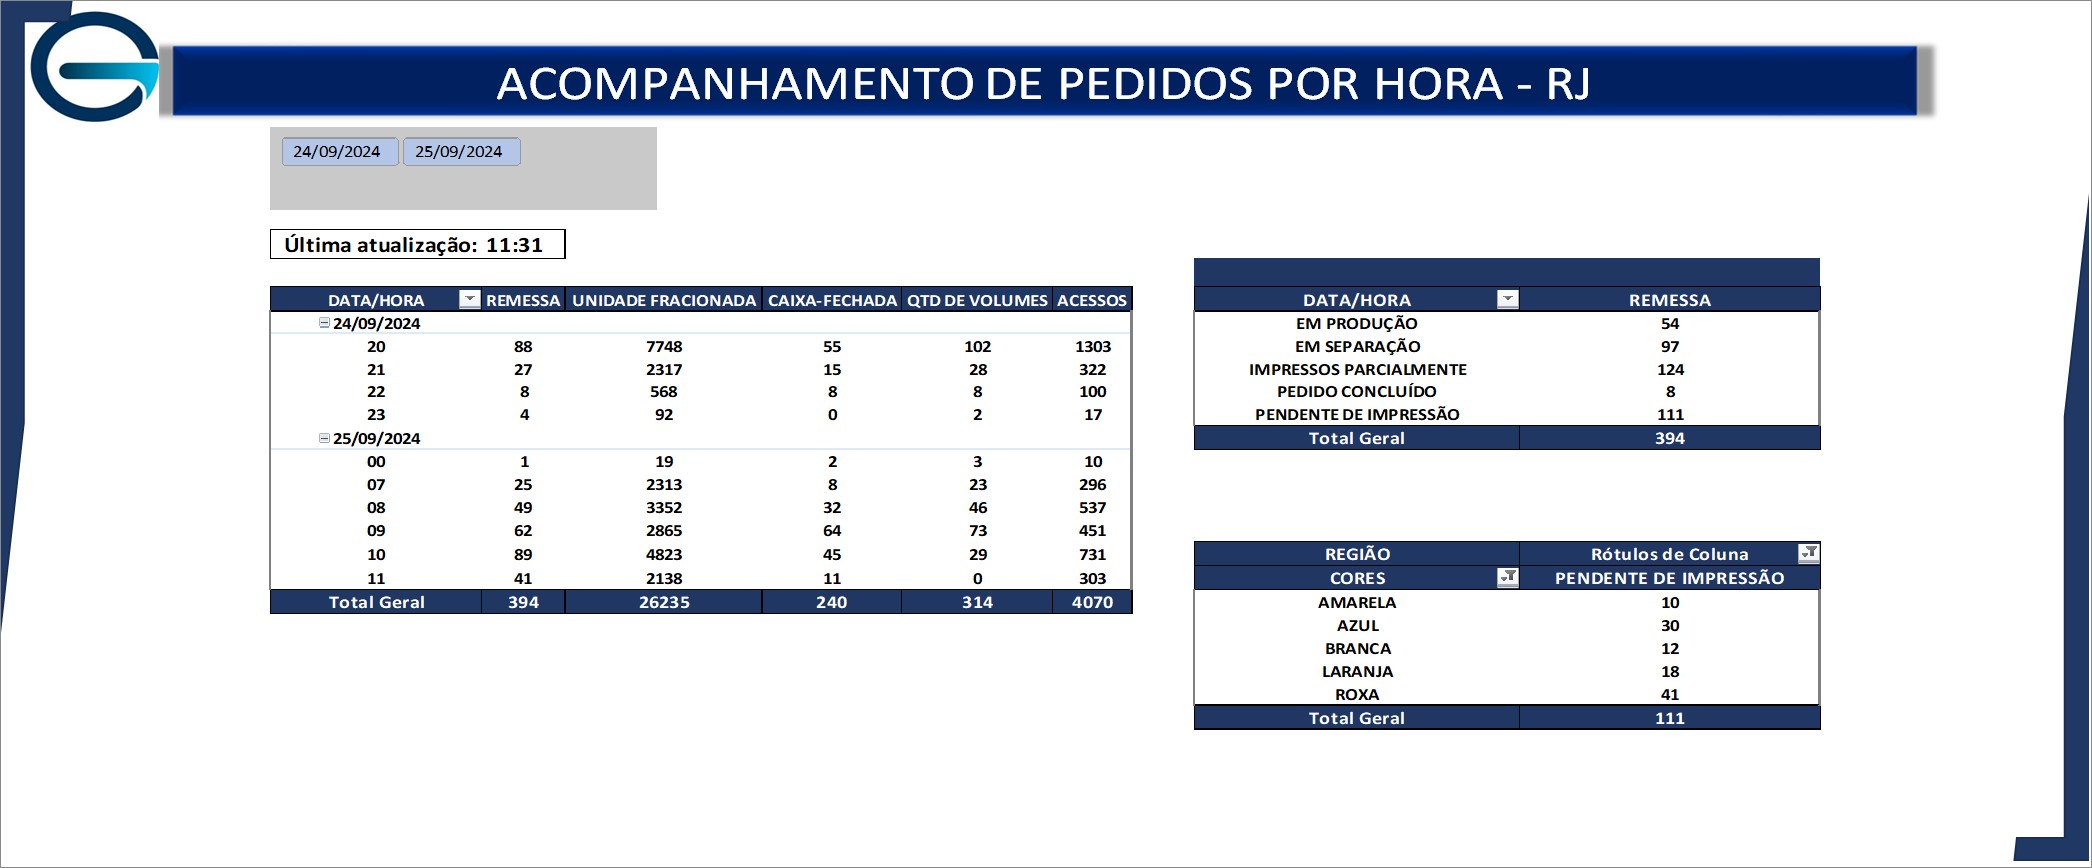 ACOMPANHAMENTO DE PEDIDOS POR HORA - RJ
24/09/2024 25/09/2024
Última atualização: 11:31
DATA/HORA REMESSA UNIDADE FRACIONADA CAIXA-FECHADA QTD DE VOLUMES ACESSOS
24/09/2024
20 88 7748 55 102 1303
21 27 2317 15 28 322
22 8 568 8 8 100
23 4 92 0 2 17
25/09/2024
00 1 19 2 3 10
07 25 2313 8 23 296
08 49 3352 32 46 537
09 62 2865 64 73 451
10 89 4823 45 29 731
11 41 2138 11 0 303
Total Geral 394 26235 240 314 4070
DATA/HORA REMESSA
EM PRODUÇÃO 54
EM SEPARAÇÃO 97
IMPRESSOS PARCIALMENTE 124
PEDIDO CONCLUÍDO 8
PENDENTE DE IMPRESSÃO 111
Total Geral 394
REGIÃO Rótulos de Coluna
CORES PENDENTE DE IMPRESSÃO
AMARELA 10
AZUL 30
BRANCA 12
LARANJA 18
ROXA 41
Total Geral 111